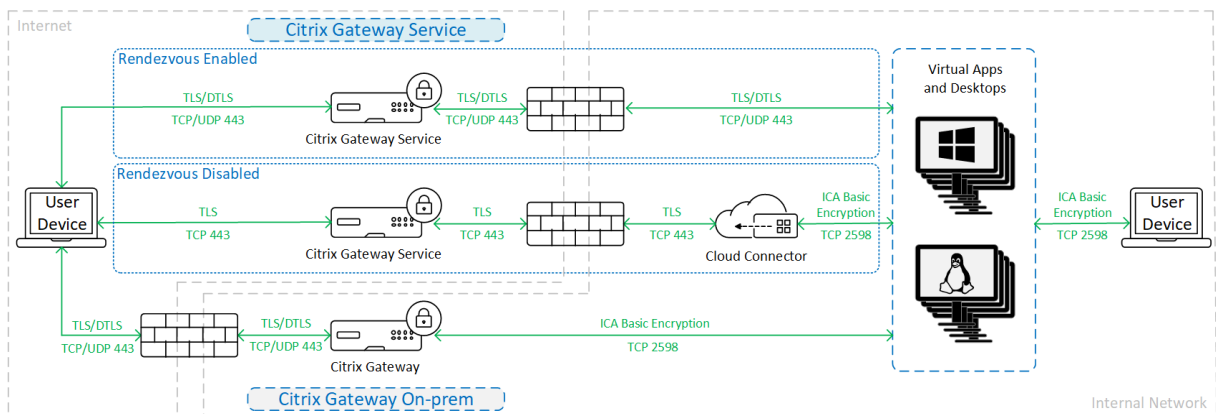 Internet
Citrix Gateway Service
Rendezvous Enabled
TLS/DTLS
TCP/UDP 443
Citrix Gateway Service
TLS/DTLS
TCP/UDP 443
TLS/DTLS
TCP/UDP 443
Virtual Apps
and Desktops
Rendezvous Disabled
User
Device
TLS
TCP 443
Citrix Gateway Service
TLS
TCP 443
TLS
TCP 443
Cloud Connector
ICA Basic
Encryption
TCP 2598
ICA Basic
Encryption
TCP 2598
User
Device
TLS/DTLS
TCP/UDP 443
TLS/DTLS
TCP/UDP 443
Citrix Gateway
ICA Basic Encryption
TCP 2598
Citrix Gateway On-prem
Internal Network